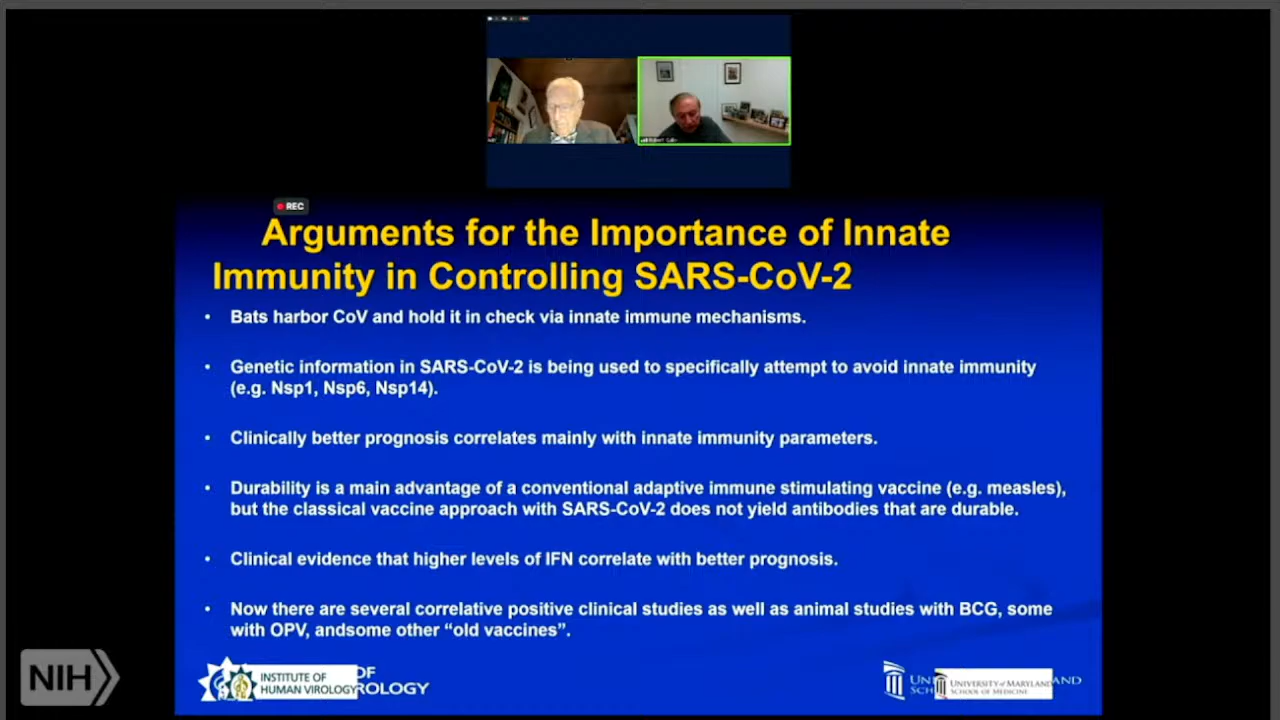 REC
Arguments for the Importance of Innate
Immunity in Controlling SARS-CoV-2
• Bats harbor CoV and hold it in check via innate immune mechanisms.
• Genetic information in SARS-CoV-2 is being used to specifically attempt to avoid innate immunity
(e.g. Nsp1, Nsp6, Nsp14).
• Clinically better prognosis correlates mainly with innate immunity parameters.
• Durability is a main advantage of a conventional adaptive immune stimulating vaccine (e.g. measles),
but the classical vaccine approach with SARS-CoV-2 does not yield antibodies that are durable.
• Clinical evidence that higher levels of IFN correlate with better prognosis.
• Now there are several correlative positive clinical studies as well as animal studies with BCG, some
with OPV, andsome other “old vaccines”.
NIH
INSTITUTE OF
HUMAN VIROLOGY
OF
ROLOGY
UNIVERSITY of MARYLAND
SCHOOL OF MEDICINE